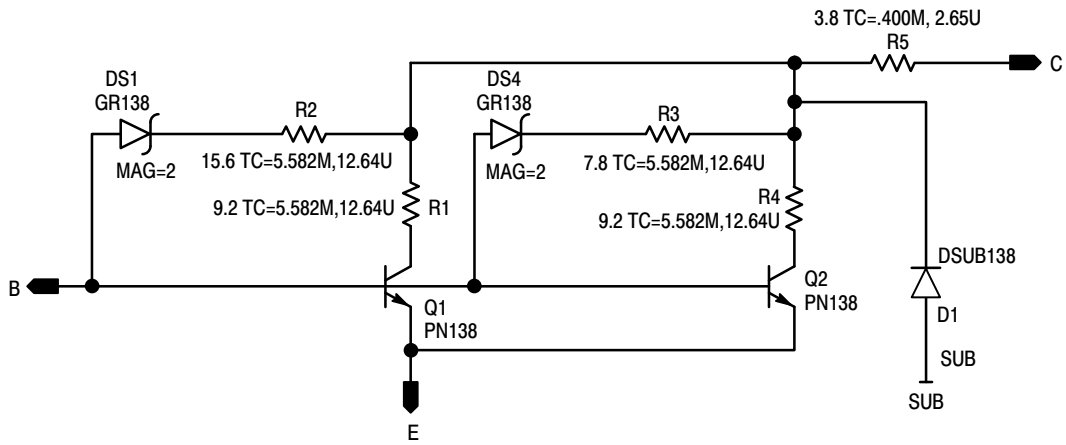 3.8 TC=.400M, 2.65U
R5
C
DS1
GR138
R2
DS4
GR138
R3
MAG=2
15.6 TC=5.582M,12.64U
MAG=2
7.8 TC=5.582M,12.64U
9.2 TC=5.582M,12.64U
R1
R4
9.2 TC=5.582M,12.64U
DSUB138
B
Q1
PN138
Q2
PN138
D1
SUB
SUB
E